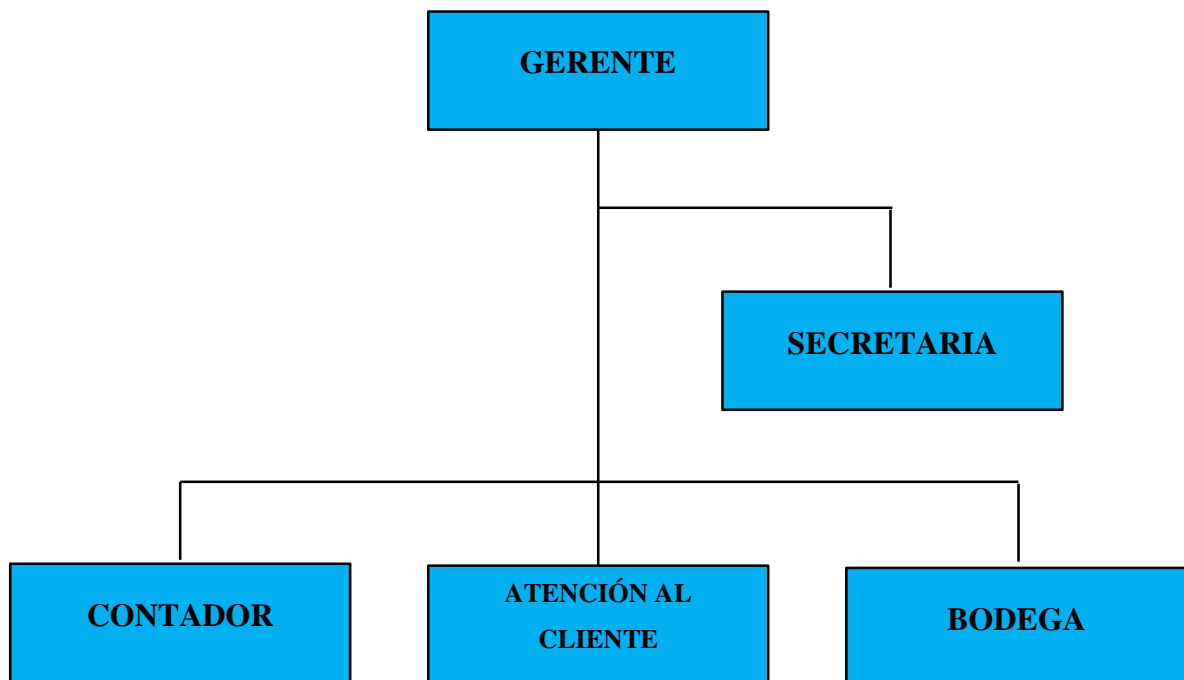 GERENTE
SECRETARIA
CONTADOR
ATENCIÓN AL
CLIENTE
BODEGA